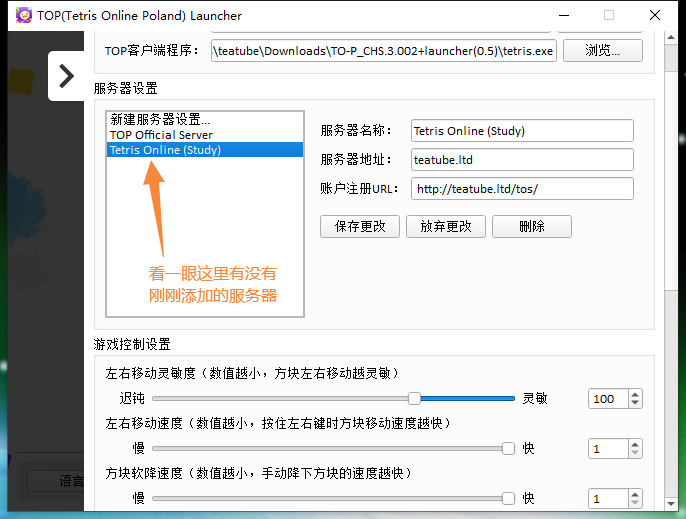 TOP(Tetris Online Poland) Launcher
TOP客户端程序： \teatube\Downloads\TO-P_CHS.3.002+launcher(0.5)\tetris.exe 浏览...
服务器设置
新建服务器设置...
TOP Official Server
Tetris Online (Study)
服务器名称： Tetris Online (Study)
服务器地址： teatube.ltd
账户注册URL： http://teatube.ltd/tos/
保存更改 放弃更改 删除
看一眼这里有没有
刚刚添加的服务器
游戏控制设置
左右移动灵敏度（数值越小，方块左右移动越灵敏）
迟钝 灵敏 100
左右移动速度（数值越小，按住左右键时方块移动速度越快）
慢 快 1
方块软降速度（数值越小，手动降下方块的速度越快）
语言
慢 快 1